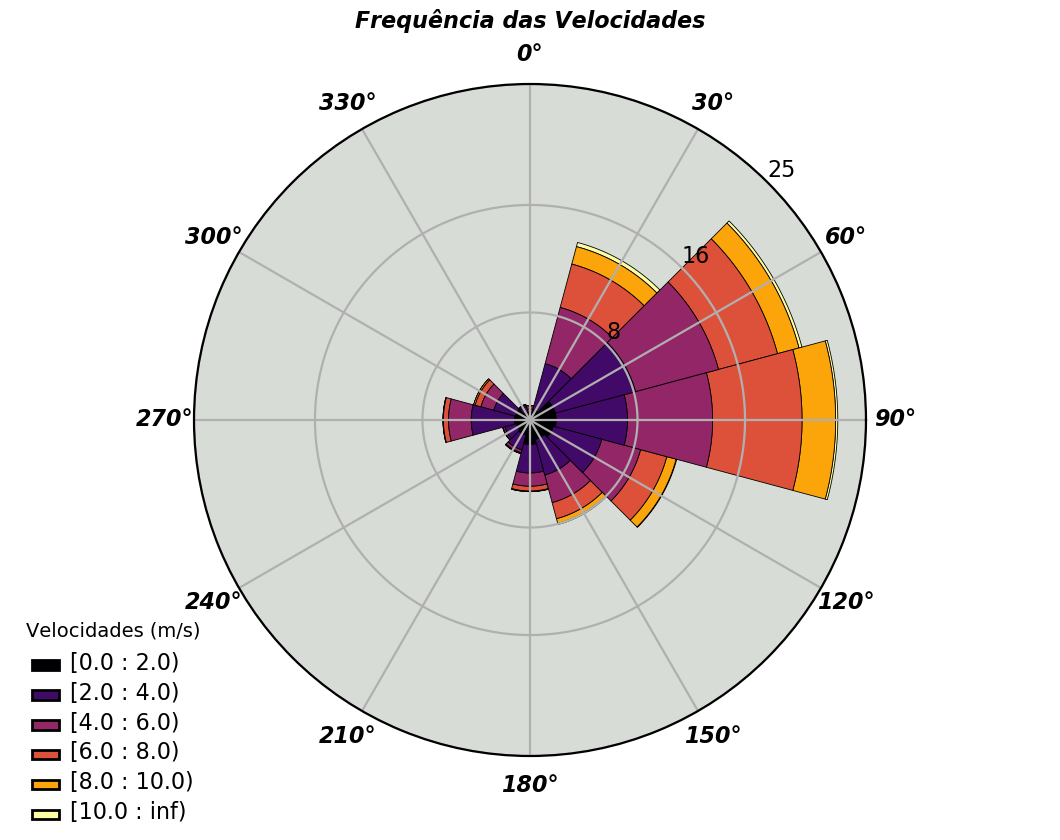 Frequência das Velocidades
0°
330°
30°
25
300°
60°
16
8
270°
90°
240°
120°
210°
150°
180°
Velocidades (m/s)
[0.0 : 2.0)
[2.0 : 4.0)
[4.0 : 6.0)
[6.0 : 8.0)
[8.0 : 10.0)
[10.0 : inf)